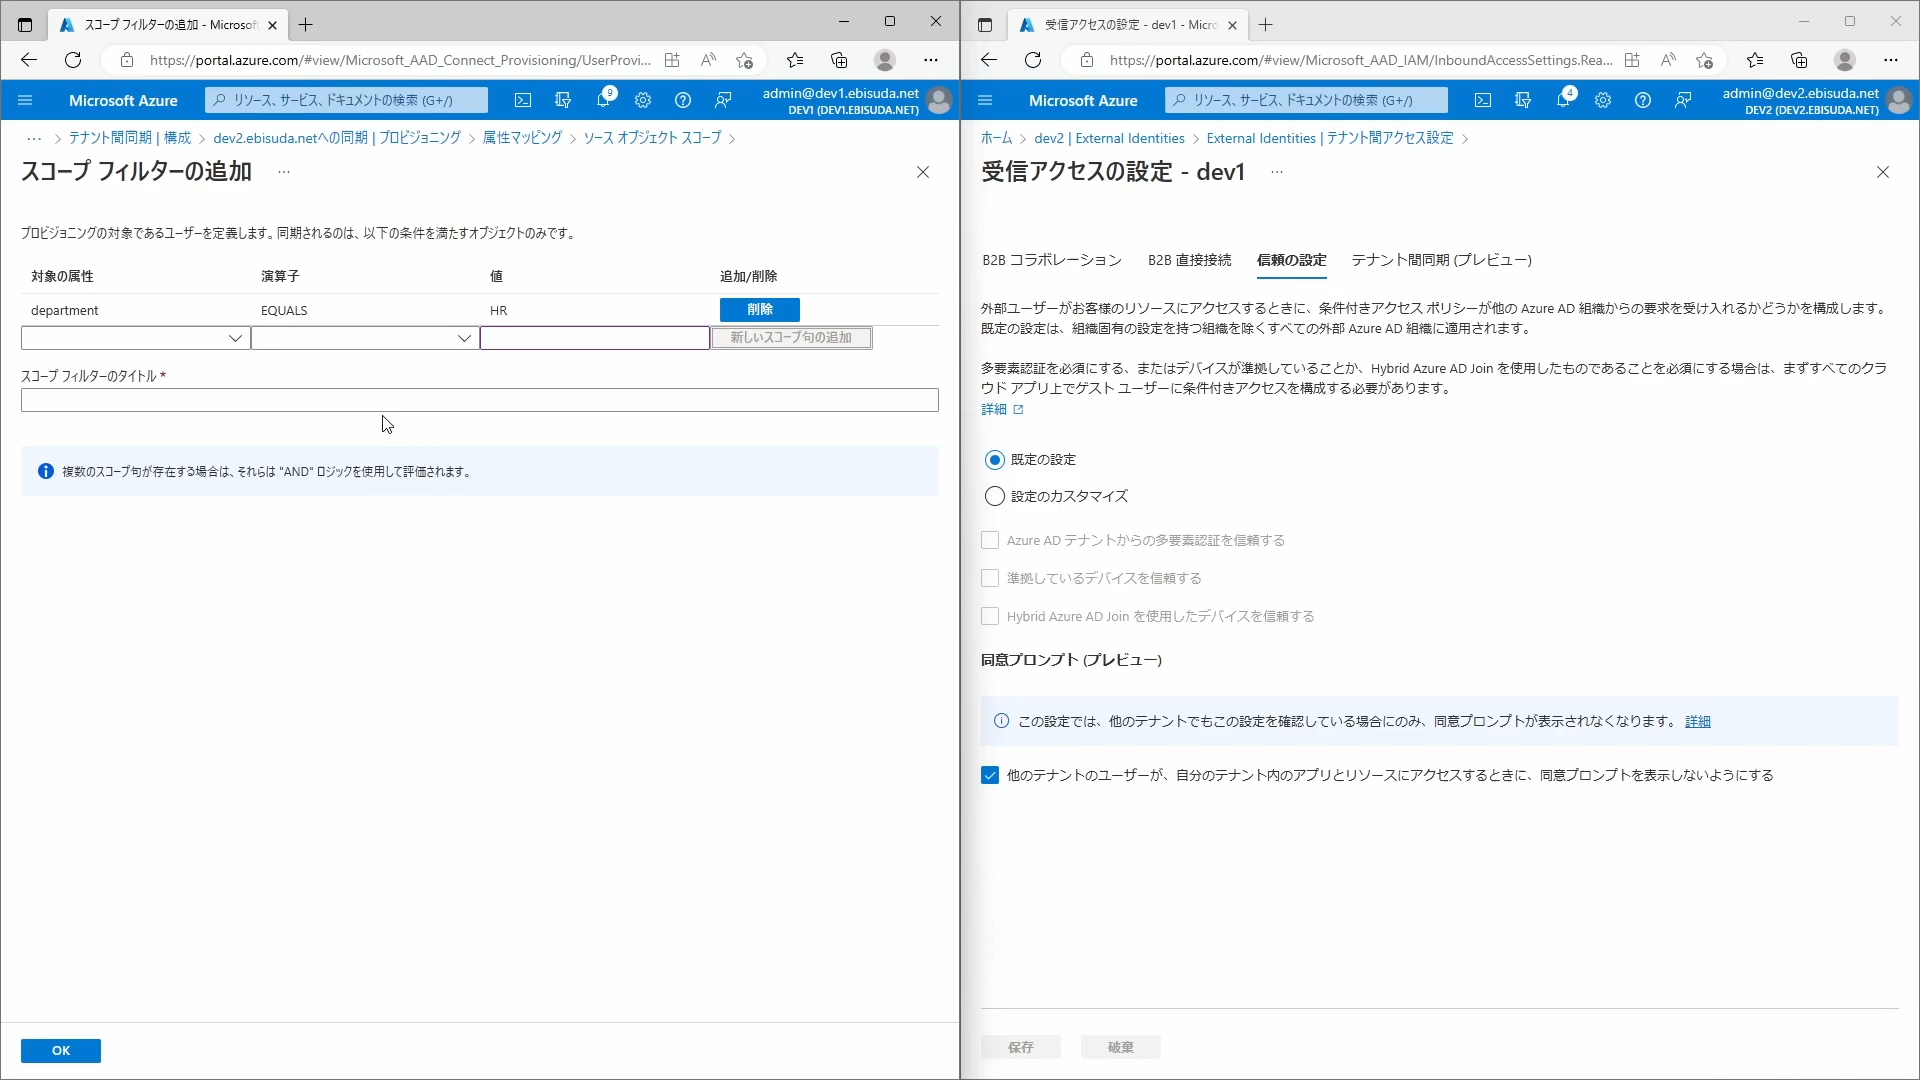 スコープ フィルターの追加 - Microsof
https://portal.azure.com/#view/Microsoft_AAD_Connect_Provisioning/UserProvi...
Microsoft Azure
リソース、サービス、ドキュメントの検索 (G+/)
9
admin@dev1.ebisuda.net
DEV1 (DEV1.EBISUDA.NET)
… > テナント間同期 | 構成 > dev2.ebisuda.netへの同期 | プロビジョニング > 属性マッピング > ソース オブジェクト スコープ >
スコープ フィルターの追加 …
プロビジョニングの対象であるユーザーを定義します。同期されるのは、以下の条件を満たすオブジェクトのみです。
対象の属性 演算子 値 追加/削除
department EQUALS HR 削除
新しいスコープ句の追加
スコープ フィルターのタイトル *
複数のスコープ句が存在する場合は、それらは "AND" ロジックを使用して評価されます。
OK
受信アクセスの設定 - dev1 - Micro
https://portal.azure.com/#view/Microsoft_AAD_IAM/InboundAccessSettings.Rea...
Microsoft Azure
リソース、サービス、ドキュメントの検索 (G+/)
4
admin@dev2.ebisuda.net
DEV2 (DEV2.EBISUDA.NET)
ホーム > dev2 | External Identities > External Identities | テナント間アクセス設定 >
受信アクセスの設定 - dev1 …
B2B コラボレーション B2B 直接接続 信頼の設定 テナント間同期 (プレビュー)
外部ユーザーがお客様のリソースにアクセスするときに、条件付きアクセス ポリシーが他の Azure AD 組織からの要求を受け入れるかどうかを構成します。
既定の設定は、組織固有の設定を持つ組織を除くすべての外部 Azure AD 組織に適用されます。
多要素認証を必須にする、またはデバイスが準拠していることか、Hybrid Azure AD Join を使用したものであることを必須にする場合は、まずすべてのクラ
ウド アプリ上でゲスト ユーザーに条件付きアクセスを構成する必要があります。
詳細
既定の設定
設定のカスタマイズ
Azure AD テナントからの多要素認証を信頼する
準拠しているデバイスを信頼する
Hybrid Azure AD Join を使用したデバイスを信頼する
同意プロンプト (プレビュー)
この設定では、他のテナントでもこの設定を確認している場合にのみ、同意プロンプトが表示されなくなります。 詳細
他のテナントのユーザーが、自分のテナント内のアプリとリソースにアクセスするときに、同意プロンプトを表示しないようにする
保存 破棄